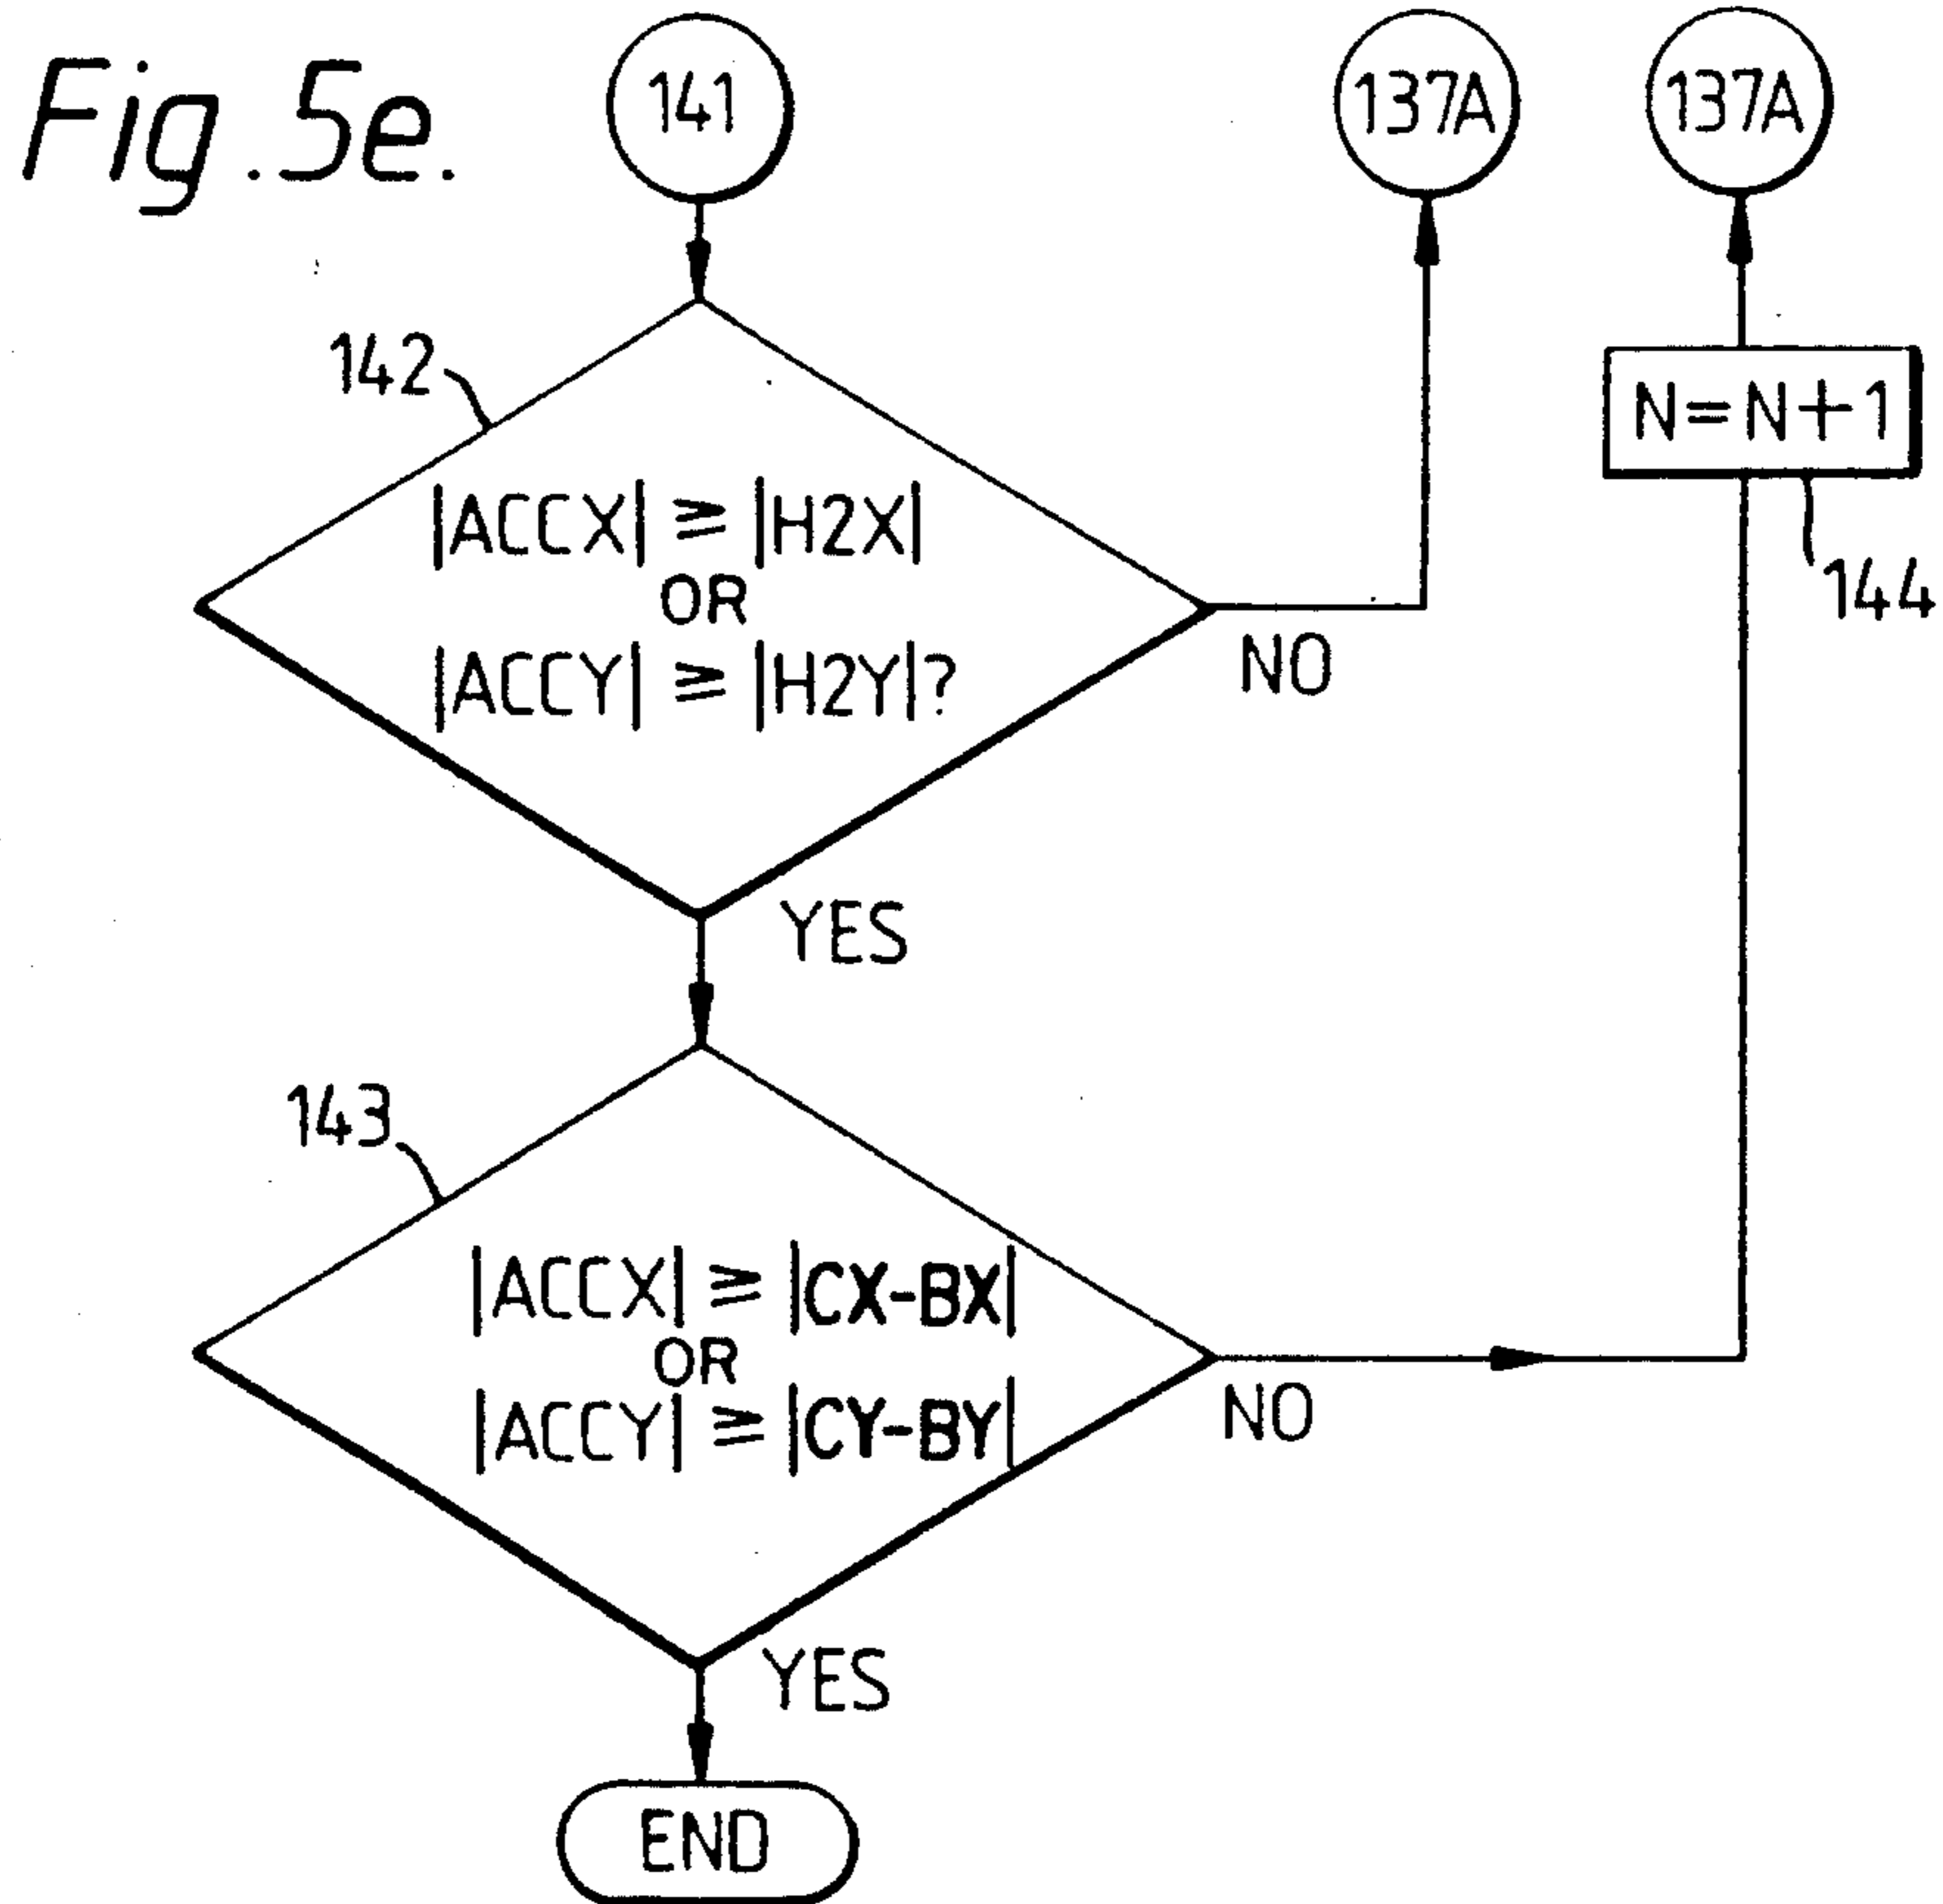 Fig.5e.
141
137A
137A
142
N=N+1
144
|ACCX| ≥ |H2X|
OR
|ACCY| ≥ |H2Y|?
NO
YES
143
|ACCX| ≥ |CX-BX|
OR
|ACCY| ≥ |CY-BY|
NO
YES
END